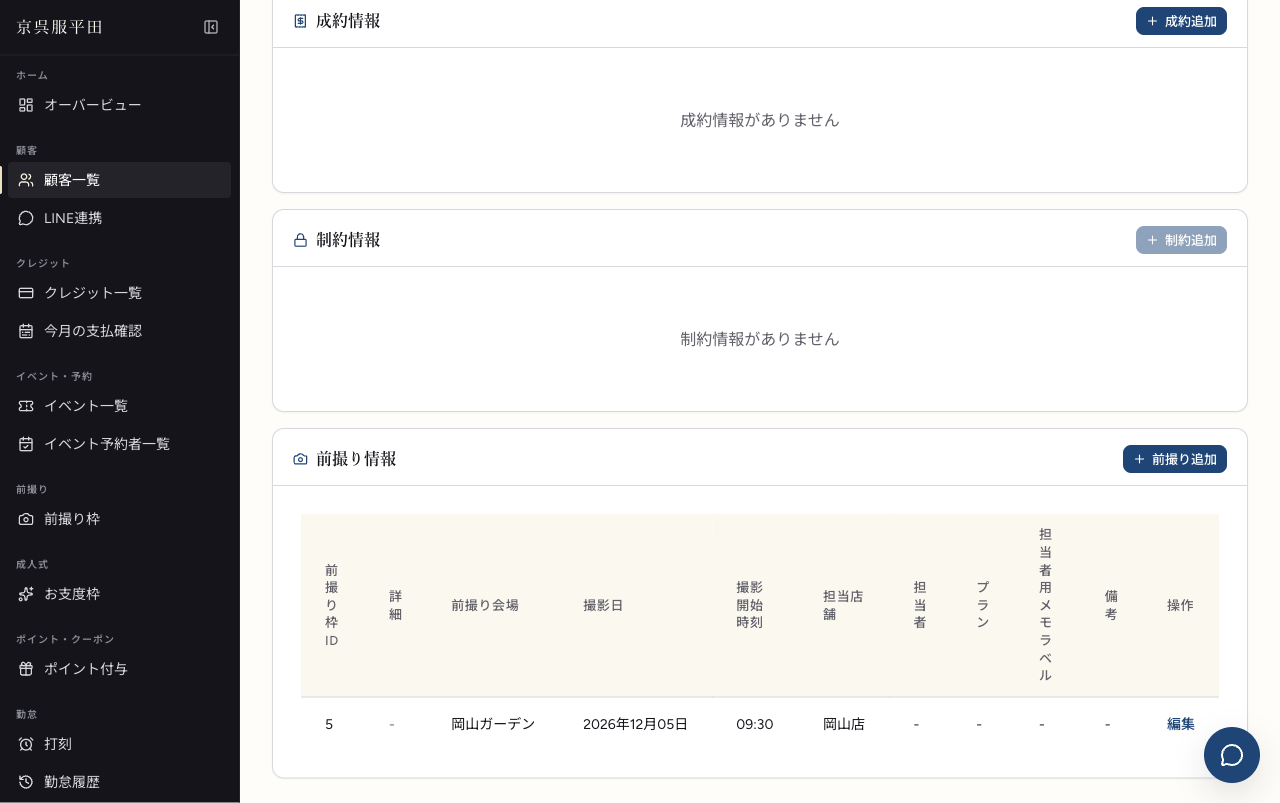 京呉服平田
ホーム
オーバービュー
顧客
顧客一覧
LINE連携
クレジット
クレジット一覧
今月の支払確認
イベント・予約
イベント一覧
イベント予約者一覧
前撮り
前撮り枠
成人式
お支度枠
ポイント・クーポン
ポイント付与
勤怠
打刻
勤怠履歴
成約情報
+ 成約追加
成約情報がありません
制約情報
+ 制約追加
制約情報がありません
前撮り情報
+ 前撮り追加
前撮り枠ID 詳細 前撮り会場 撮影日 撮影開始時刻 担当店舗 担当者 プラン 担当者用メモラベル 備考 操作
5 - 岡山ガーデン 2026年12月05日 09:30 岡山店 - - - - 編集